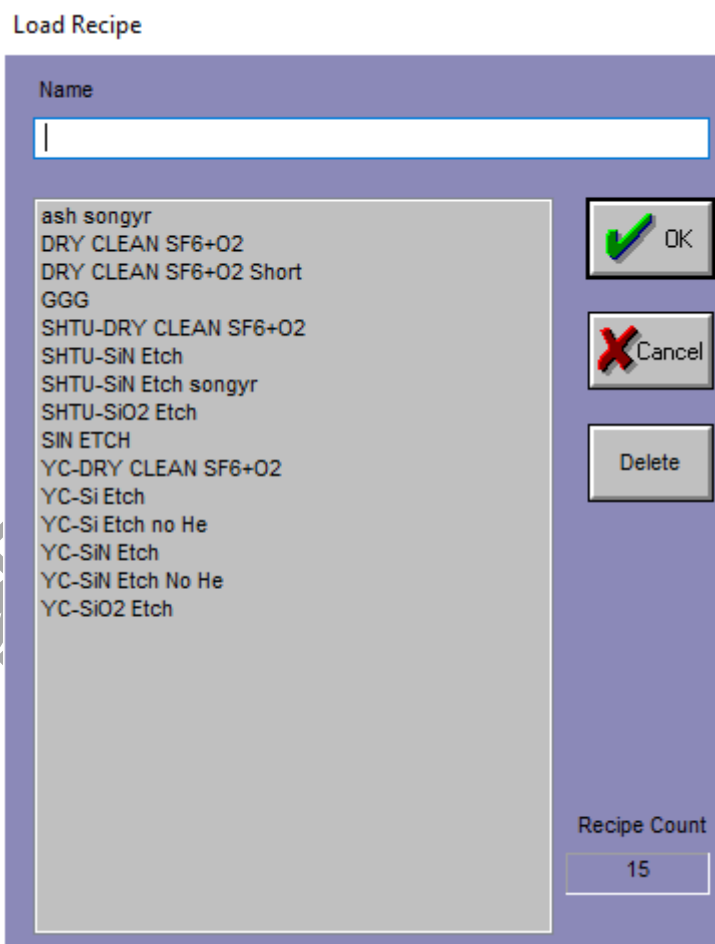 Load Recipe
Name
ash songyr
DRY CLEAN SF6+O2
DRY CLEAN SF6+O2 Short
GGG
SHTU-DRY CLEAN SF6+O2
SHTU-SiN Etch
SHTU-SiN Etch songyr
SHTU-SiO2 Etch
SIN ETCH
YC-DRY CLEAN SF6+O2
YC-Si Etch
YC-Si Etch no He
YC-SiN Etch
YC-SiN Etch No He
YC-SiO2 Etch
OK
Cancel
Delete
Recipe Count
15